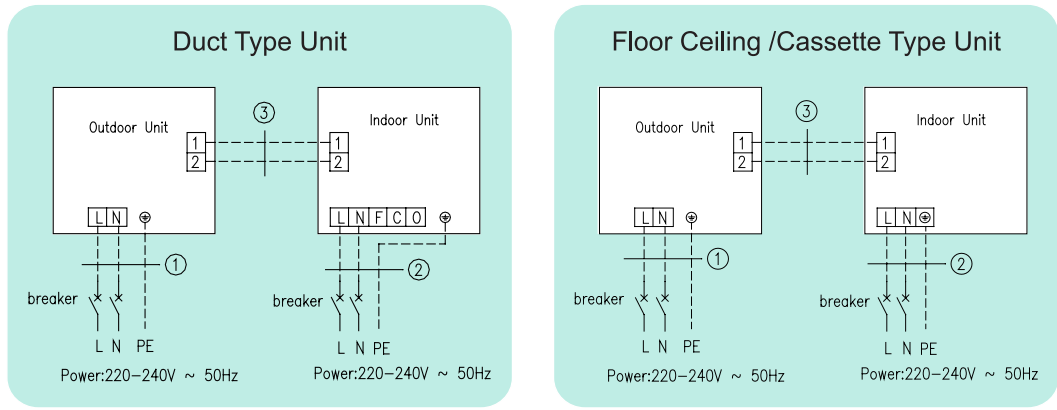 Duct Type Unit
③
Outdoor Unit
Indoor Unit
1
2
1
2
L N ⏚
L N F C O ⏚
①
②
breaker
breaker
L N PE
L N PE
Power:220-240V ~ 50Hz
Power:220-240V ~ 50Hz
Floor Ceiling /Cassette Type Unit
③
Outdoor Unit
Indoor Unit
1
2
1
2
L N ⏚
L N ⏚
①
②
breaker
breaker
L N PE
L N PE
Power:220-240V ~ 50Hz
Power:220-240V ~ 50Hz